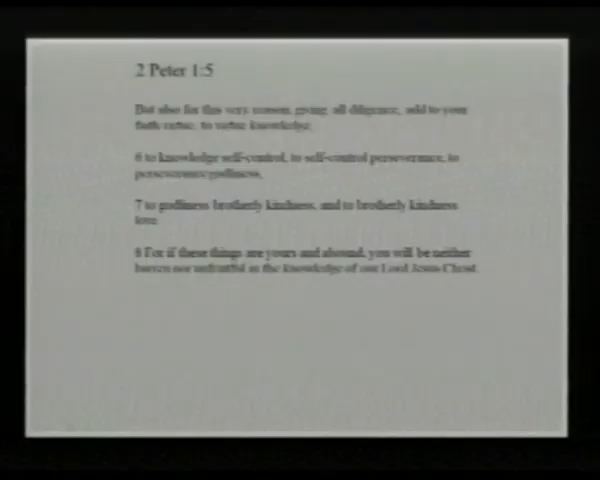 2 Peter 1:5
But also for this very reason, giving all diligence, add to your
faith virtue, to virtue knowledge,
6 to knowledge self-control, to self-control perseverance, to
perseverance godliness,
7 to godliness brotherly kindness, and to brotherly kindness
love.
8 For if these things are yours and abound, you will be neither
barren nor unfruitful in the knowledge of our Lord Jesus Christ.